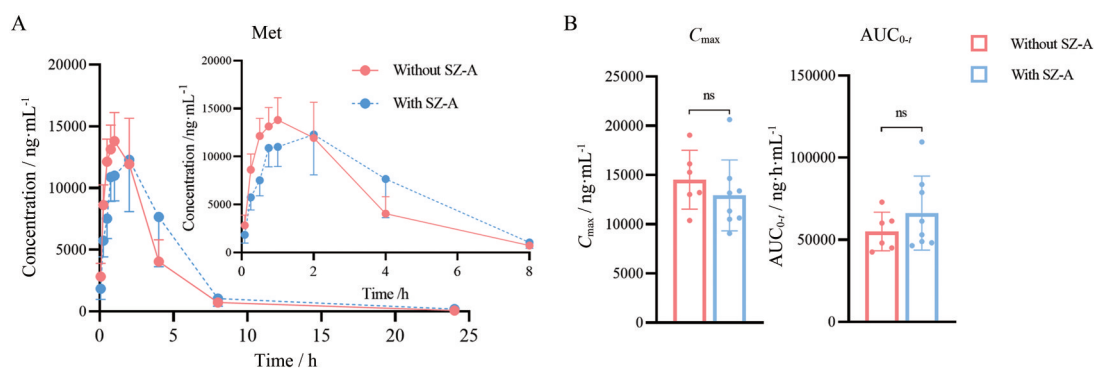 A
Met
Concentration / ng·mL⁻¹
20000
15000
10000
5000
0
0
5
10
15
20
25
Time / h
Concentration /ng·mL⁻¹
20000
15000
10000
5000
0
0
2
4
6
8
Time /h
Without SZ-A
With SZ-A
B
Cmax
Cmax / ng·mL⁻¹
25000
20000
15000
10000
5000
0
ns
AUC0-t
AUC0-t / ng·h·mL⁻¹
150000
100000
50000
0
ns
Without SZ-A
With SZ-A